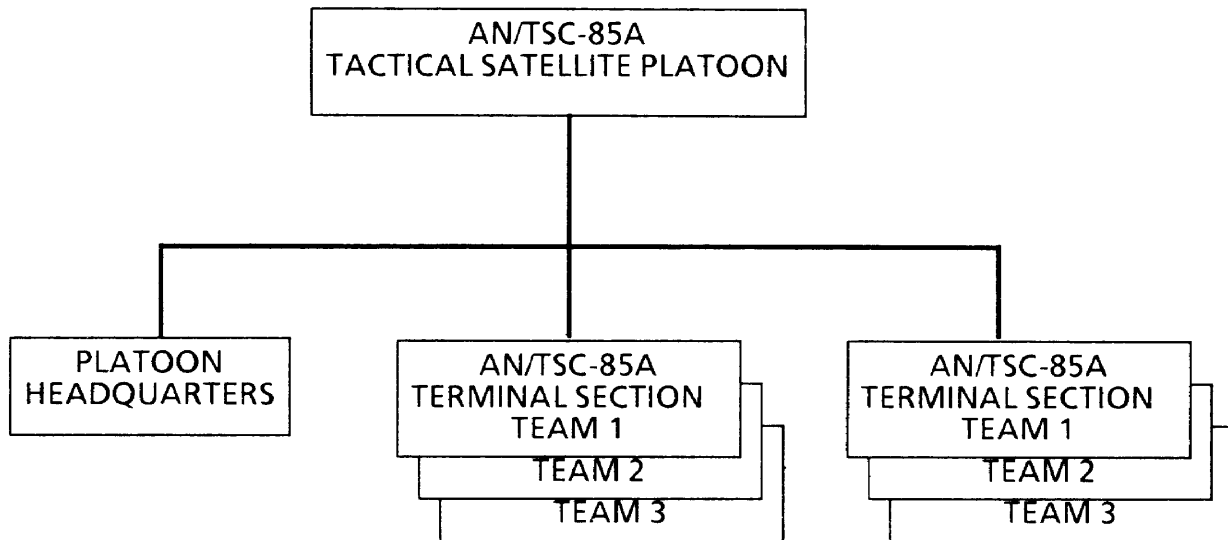 AN/TSC-85A
TACTICAL SATELLITE PLATOON
PLATOON
HEADQUARTERS
AN/TSC-85A
TERMINAL SECTION
TEAM 1
TEAM 2
TEAM 3
AN/TSC-85A
TERMINAL SECTION
TEAM 1
TEAM 2
TEAM 3